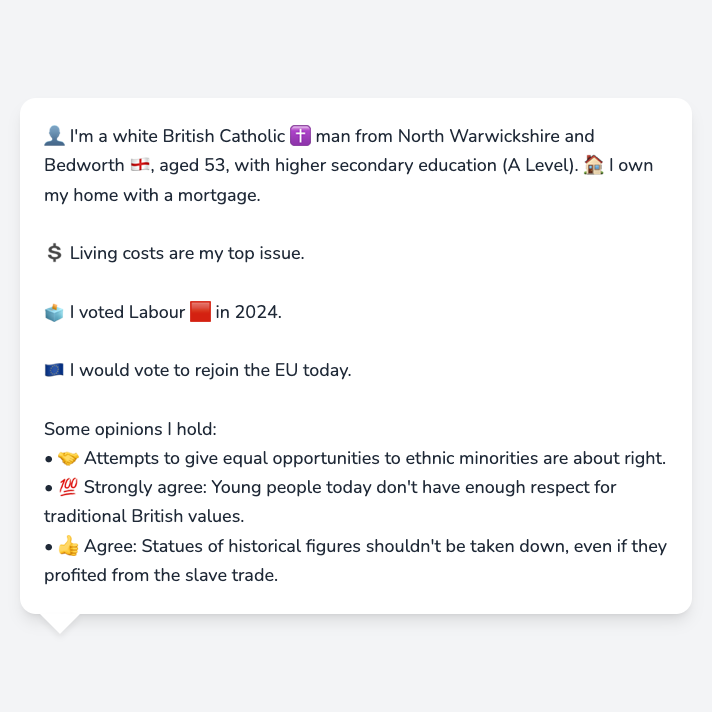 👤 I'm a white British Catholic ✝️ man from North Warwickshire and
Bedworth 🏴󠁧󠁢󠁥󠁮󠁧󠁿, aged 53, with higher secondary education (A Level). 🏠 I own
my home with a mortgage.
💲 Living costs are my top issue.
🗳️ I voted Labour 🟥 in 2024.
🇪🇺 I would vote to rejoin the EU today.
Some opinions I hold:
• 🤝 Attempts to give equal opportunities to ethnic minorities are about right.
• 💯 Strongly agree: Young people today don't have enough respect for
traditional British values.
• 👍 Agree: Statues of historical figures shouldn't be taken down, even if they
profited from the slave trade.